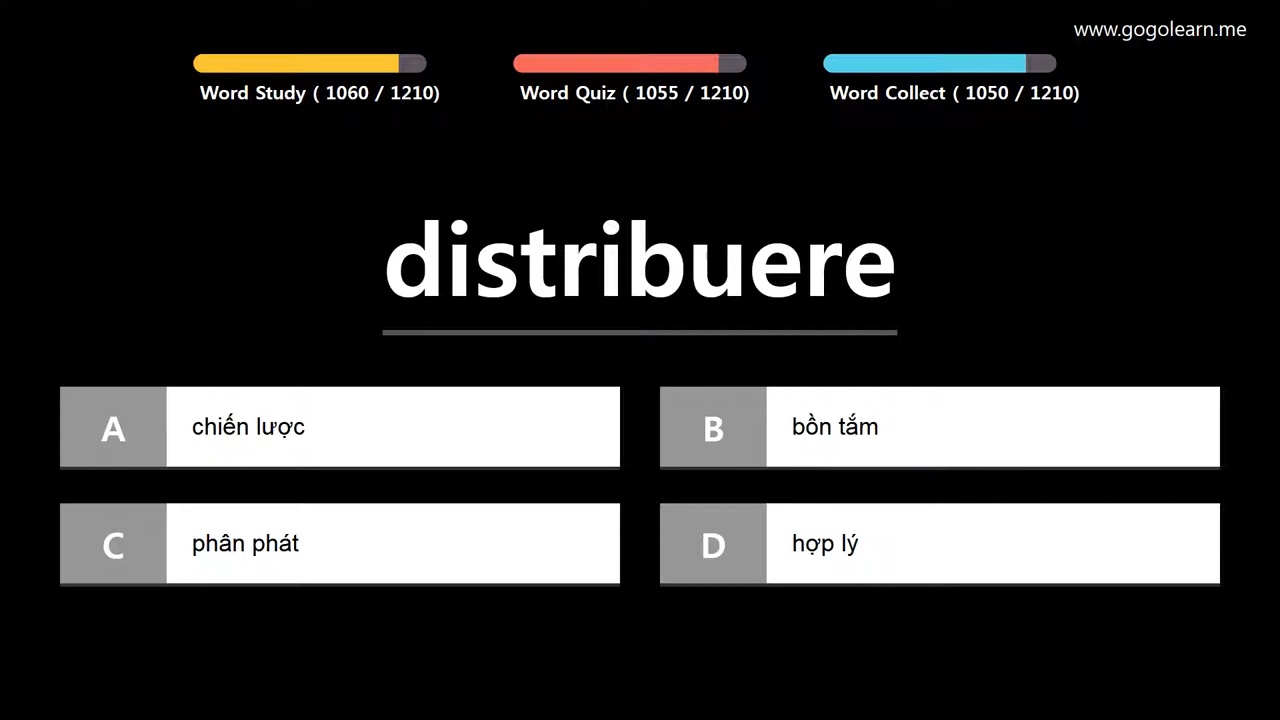 www.gogolearn.me
Word Study ( 1060 / 1210)
Word Quiz ( 1055 / 1210)
Word Collect ( 1050 / 1210)
distribuere
A
chiến lược
B
bồn tắm
C
phân phát
D
hợp lý